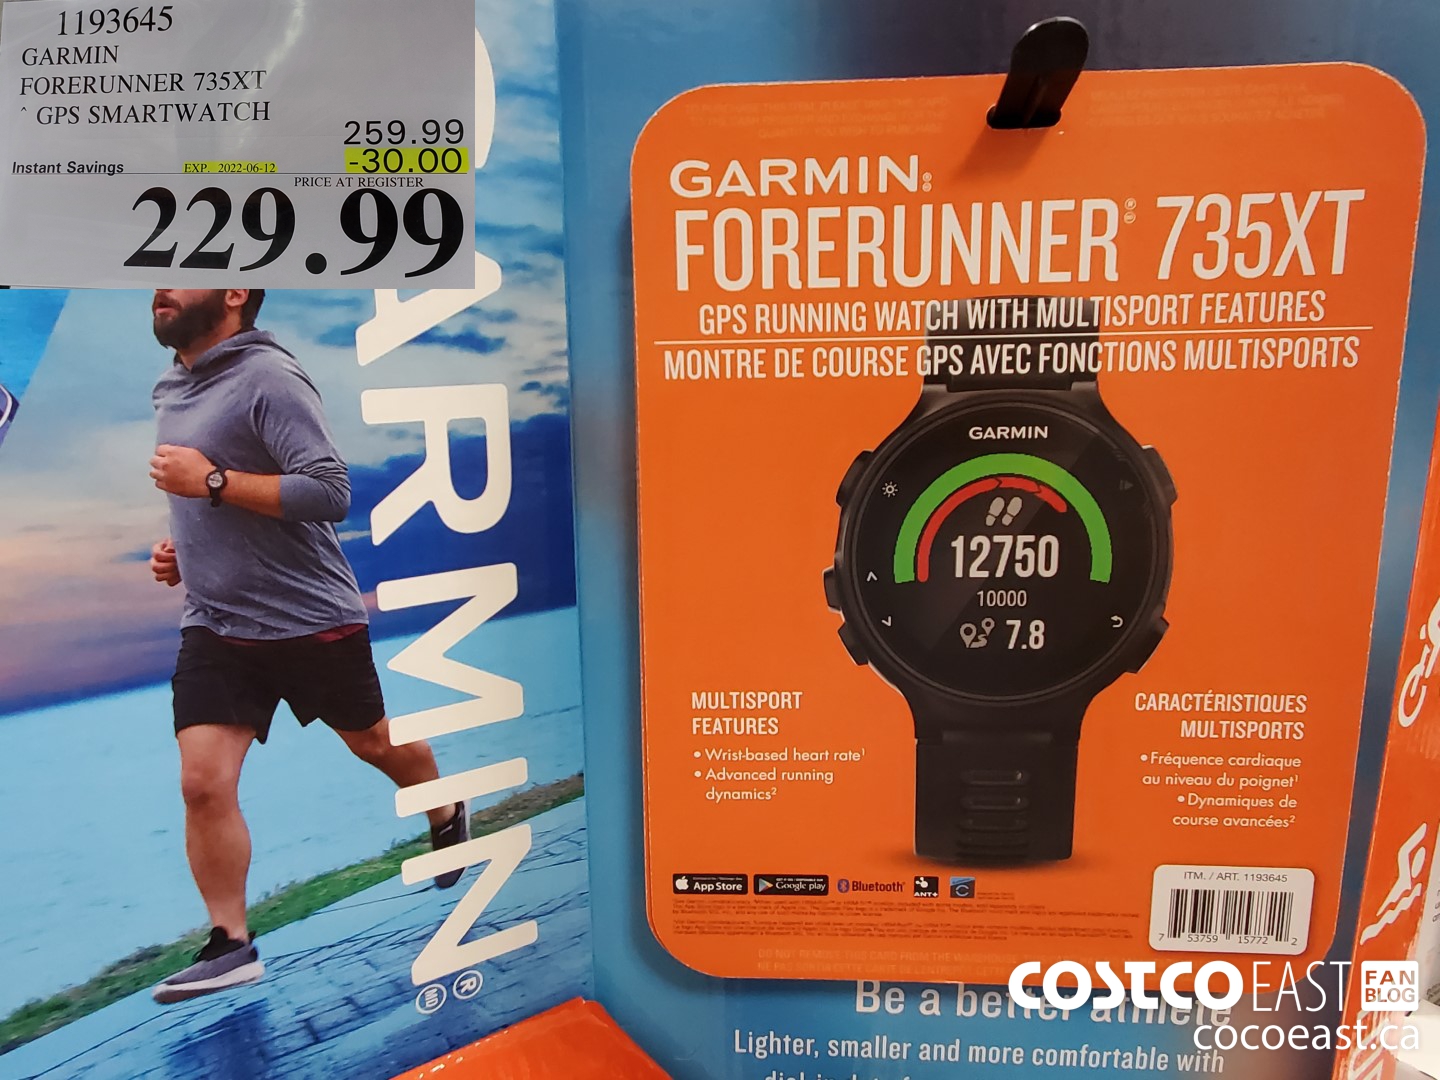 1193645
GARMIN
FORERUNNER 735XT
^ GPS SMARTWATCH
259.99
Instant Savings EXP. 2022-06-12 -30.00
PRICE AT REGISTER
229.99
GARMIN®
MD
GARMIN®
FORERUNNER® 735XT
GPS RUNNING WATCH WITH MULTISPORT FEATURES
MONTRE DE COURSE GPS AVEC FONCTIONS MULTISPORTS
GARMIN
12750
10000
7.8
MULTISPORT
FEATURES
• Wrist-based heart rate¹
• Advanced running
dynamics²
CARACTÉRISTIQUES
MULTISPORTS
• Fréquence cardiaque
au niveau du poignet¹
• Dynamiques de
course avancées²
App Store
Google play
Bluetooth®
ANT+
ITM. / ART. 1193645
7 53759 15772 2
Be a better athlete
Lighter, smaller and more comfortable with
COSTCO EAST FAN
BLOG
cocoeast.ca